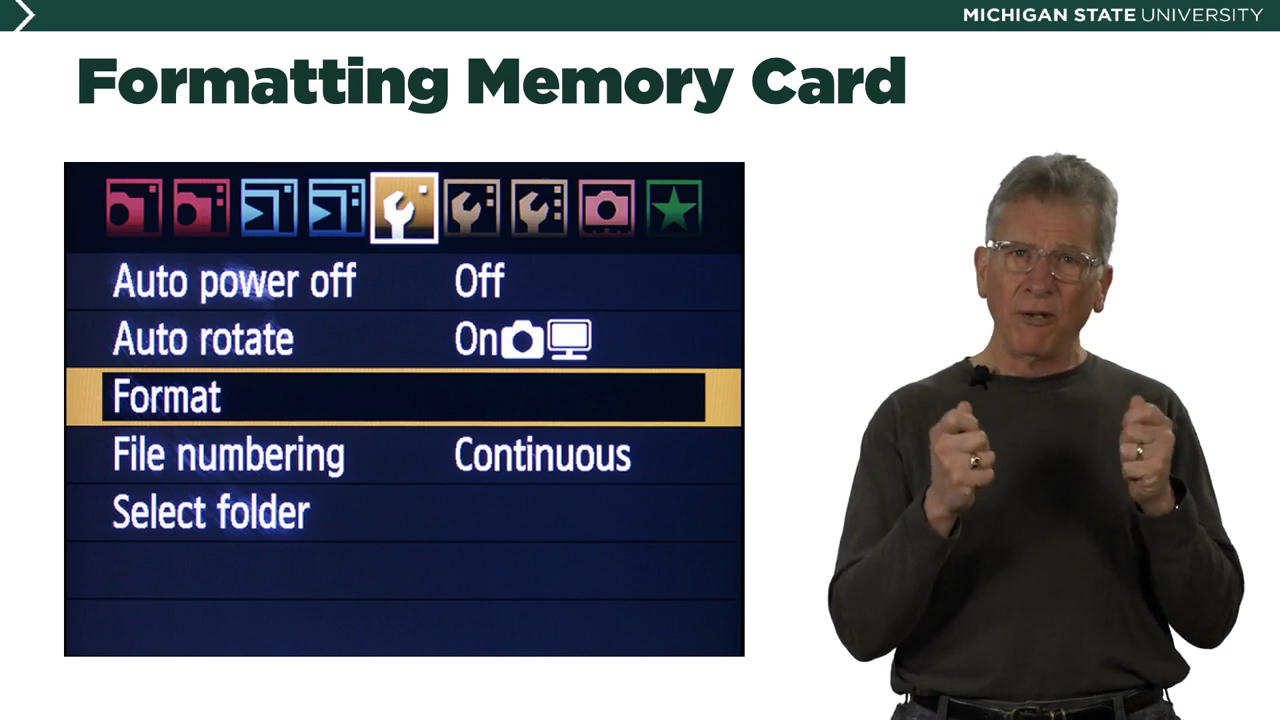 MICHIGAN STATE UNIVERSITY
Formatting Memory Card
Auto power off Off
Auto rotate On
Format
File numbering Continuous
Select folder